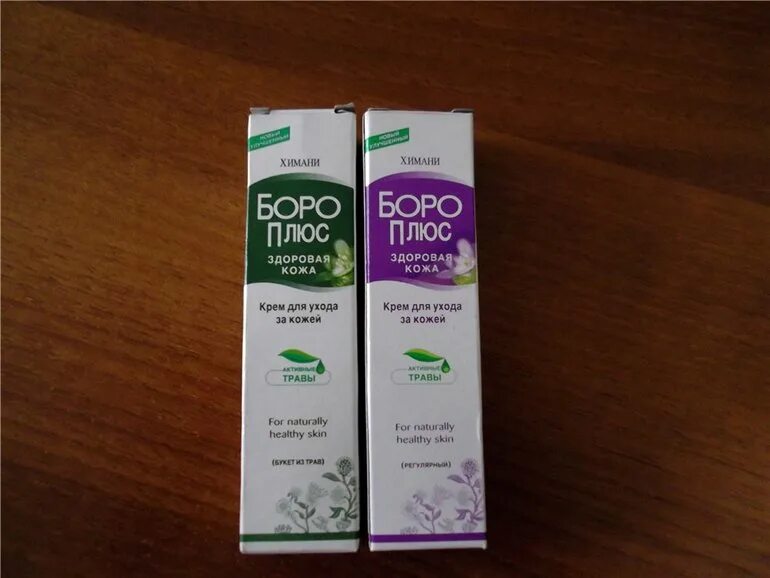 НОВЫЙ
УЛУЧШЕННЫЙ
ХИМАНИ
БОРО
ПЛЮС
ЗДОРОВАЯ
КОЖА
Крем для ухода
за кожей
АКТИВНЫЕ
ТРАВЫ
For naturally
healthy skin
(БУКЕТ ИЗ ТРАВ)
НОВЫЙ
УЛУЧШЕННЫЙ
ХИМАНИ
БОРО
ПЛЮС
ЗДОРОВАЯ
КОЖА
Крем для ухода
за кожей
АКТИВНЫЕ
ТРАВЫ
For naturally
healthy skin
(РЕГУЛЯРНЫЙ)